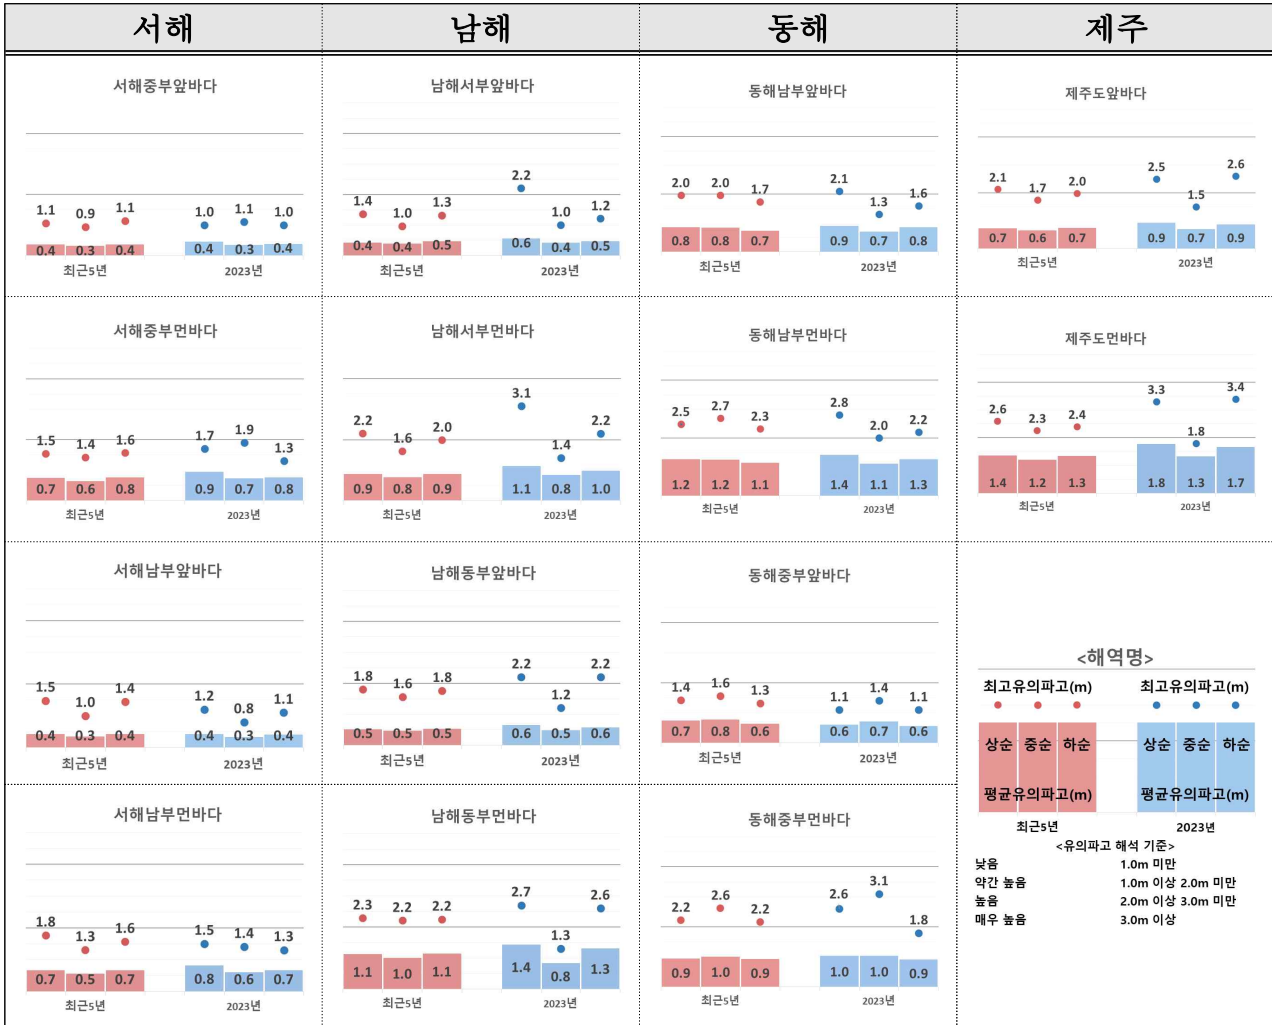 서해 남해 동해 제주
서해중부앞바다
1.1 0.9 1.1 1.0 1.1 1.0
0.4 0.3 0.4 0.4 0.3 0.4
최근5년 2023년
남해서부앞바다
1.4 1.0 1.3 2.2 1.0 1.2
0.4 0.4 0.5 0.6 0.4 0.5
최근5년 2023년
동해남부앞바다
2.0 2.0 1.7 2.1 1.3 1.6
0.8 0.8 0.7 0.9 0.7 0.8
최근5년 2023년
제주도앞바다
2.1 1.7 2.0 2.5 1.5 2.6
0.7 0.6 0.7 0.9 0.7 0.9
최근5년 2023년
서해중부먼바다
1.5 1.4 1.6 1.7 1.9 1.3
0.7 0.6 0.8 0.9 0.7 0.8
최근5년 2023년
남해서부먼바다
2.2 1.6 2.0 3.1 1.4 2.2
0.9 0.8 0.9 1.1 0.8 1.0
최근5년 2023년
동해남부먼바다
2.5 2.7 2.3 2.8 2.0 2.2
1.2 1.2 1.1 1.4 1.1 1.3
최근5년 2023년
제주도먼바다
2.6 2.3 2.4 3.3 1.8 3.4
1.4 1.2 1.3 1.8 1.3 1.7
최근5년 2023년
서해남부앞바다
1.5 1.0 1.4 1.2 0.8 1.1
0.4 0.3 0.4 0.4 0.3 0.4
최근5년 2023년
남해동부앞바다
1.8 1.6 1.8 2.2 1.2 2.2
0.5 0.5 0.5 0.6 0.5 0.6
최근5년 2023년
동해중부앞바다
1.4 1.6 1.3 1.1 1.4 1.1
0.7 0.8 0.6 0.6 0.7 0.6
최근5년 2023년
서해남부먼바다
1.8 1.3 1.6 1.5 1.4 1.3
0.7 0.5 0.7 0.8 0.6 0.7
최근5년 2023년
남해동부먼바다
2.3 2.2 2.2 2.7 1.3 2.6
1.1 1.0 1.1 1.4 0.8 1.3
최근5년 2023년
동해중부먼바다
2.2 2.6 2.2 2.6 3.1 1.8
0.9 1.0 0.9 1.0 1.0 0.9
최근5년 2023년
<해역명>
최고유의파고(m) 최고유의파고(m)
상순 중순 하순 상순 중순 하순
평균유의파고(m) 평균유의파고(m)
최근5년 2023년
<유의파고 해석 기준>
낮음 1.0m 미만
약간 높음 1.0m 이상 2.0m 미만
높음 2.0m 이상 3.0m 미만
매우 높음 3.0m 이상